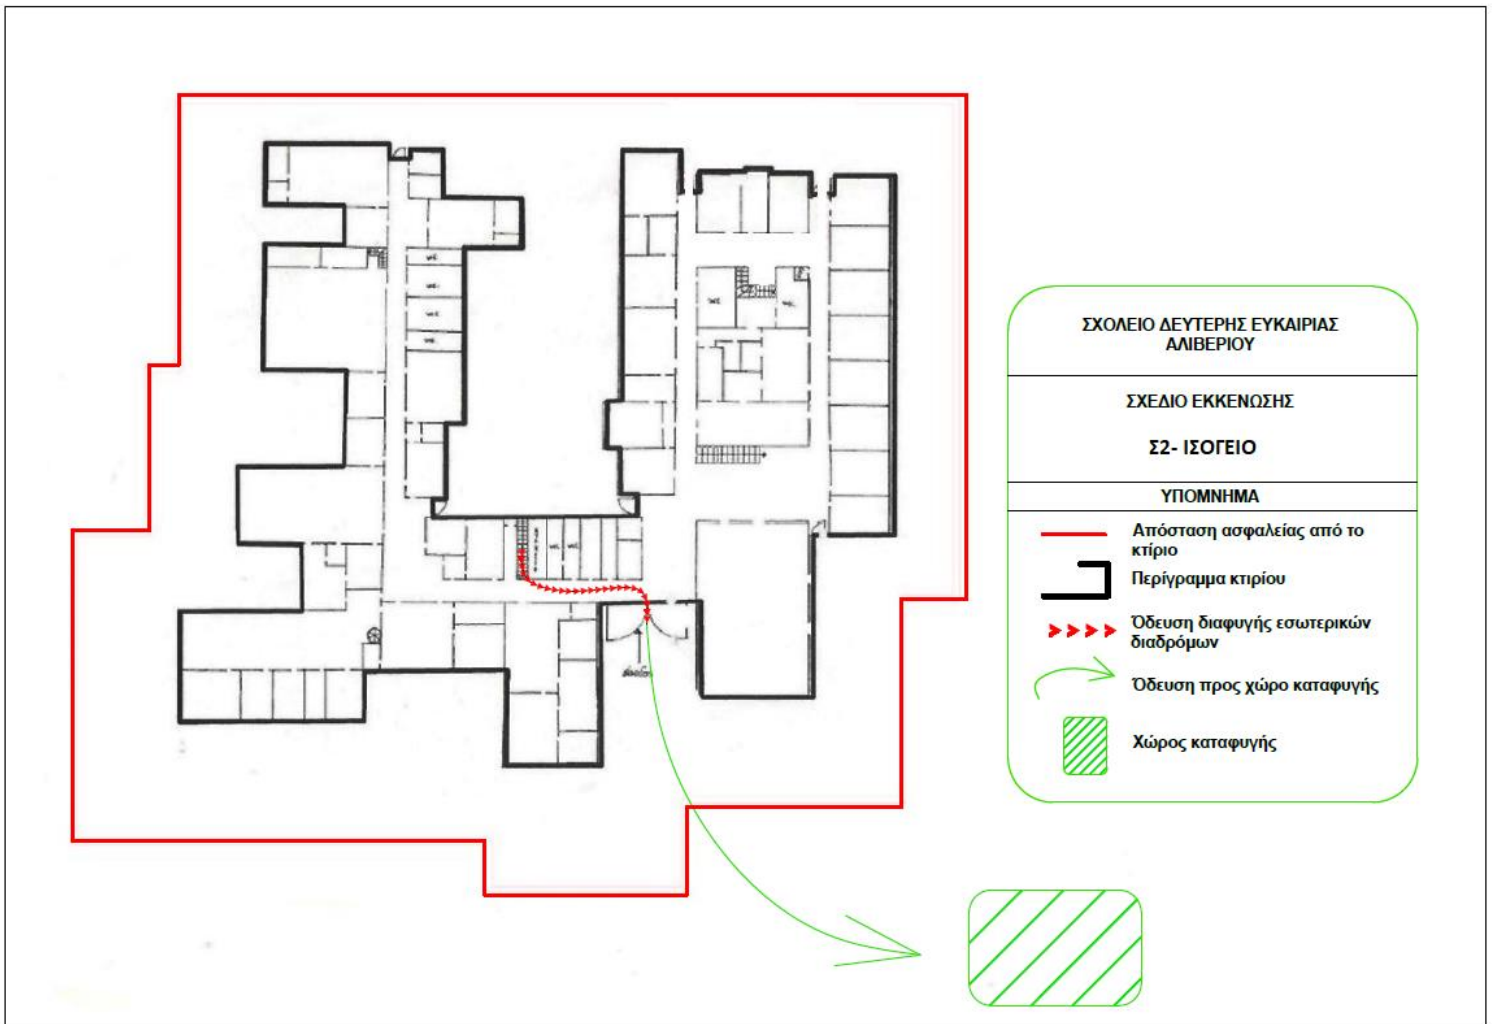 W.C.
W.C.
W.C.
W.C.
W.C.
W.C.
W.C.
W.C.
ΣΧΟΛΕΙΟ ΔΕΥΤΕΡΗΣ ΕΥΚΑΙΡΙΑΣ
ΑΛΙΒΕΡΙΟΥ
ΣΧΕΔΙΟ ΕΚΚΕΝΩΣΗΣ
Σ2- ΙΣΟΓΕΙΟ
ΥΠΟΜΝΗΜΑ
Απόσταση ασφαλείας από το
κτίριο
Περίγραμμα κτιρίου
Όδευση διαφυγής εσωτερικών
διαδρόμων
Όδευση προς χώρο καταφυγής
Χώρος καταφυγής